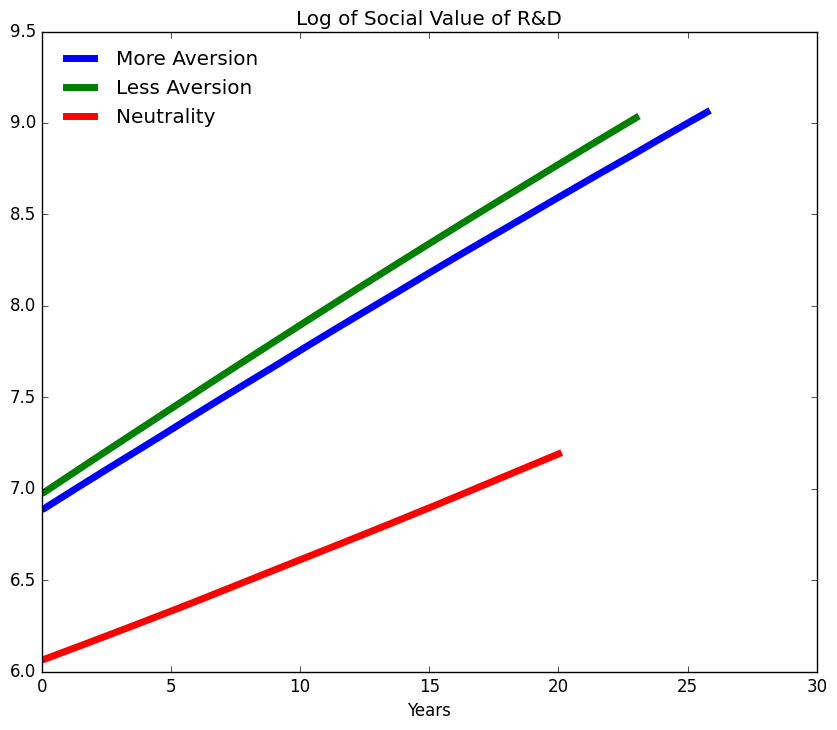 Log of Social Value of R&D
9.5
9.0
8.5
8.0
7.5
7.0
6.5
6.0
More Aversion
Less Aversion
Neutrality
0 5 10 15 20 25 30
Years